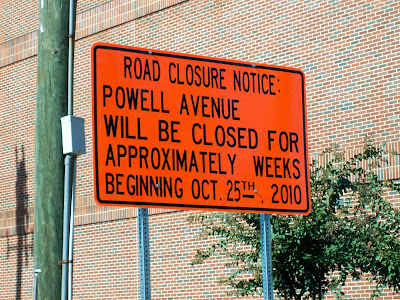 ROAD CLOSURE NOTICE:
POWELL AVENUE
WILL BE CLOSED FOR
APPROXIMATELY WEEKS
BEGINNING OCT. 25TH, 2010